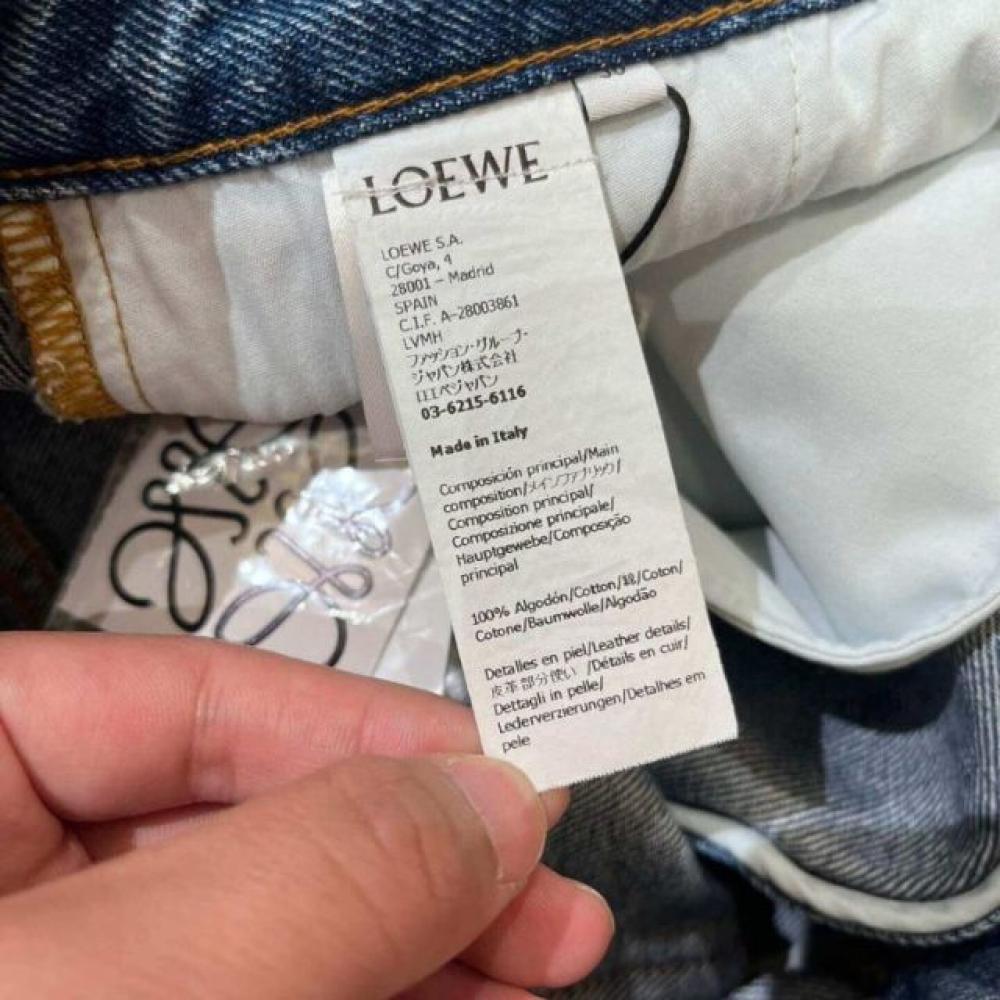 LOEWE
LOEWE S.A.
C/Goya, 4
28001 - Madrid
SPAIN
C.I.F. A-28003861
LVMH
ファッション・グループ・
ジャパン株式会社
ロエベジャパン
03-6215-6116
Made in Italy
Composición principal/Main
composition/メインファブリック/
Composition principal/
Composizione principale/
Hauptgewebe/Composição
principal
100% Algodón/Cotton/綿/Coton/
Cotone/Baumwolle/Algodão
Detalles en piel/Leather details/
皮革部分使い /Détails en cuir/
Dettagli in pelle/
Lederverzierungen/Detalhes em
pele